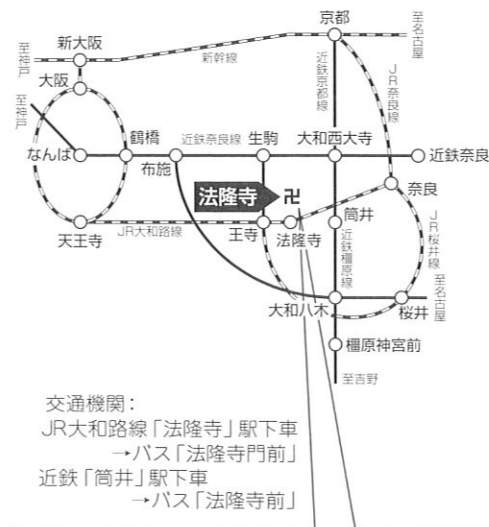 京都
至名古屋
新大阪
至神戸
新幹線
大阪
近鉄京都線
JR奈良線
至神戸
鶴橋
近鉄奈良線
生駒
大和西大寺
なんば
布施
近鉄奈良
法隆寺
卍
奈良
天王寺
JR大和路線
王寺
法隆寺
筒井
近鉄橿原線
JR桜井線
至名古屋
大和八木
桜井
橿原神宮前
至吉野
交通機関：
JR大和路線「法隆寺」駅下車
→バス「法隆寺門前」
近鉄「筒井」駅下車
→バス「法隆寺前」